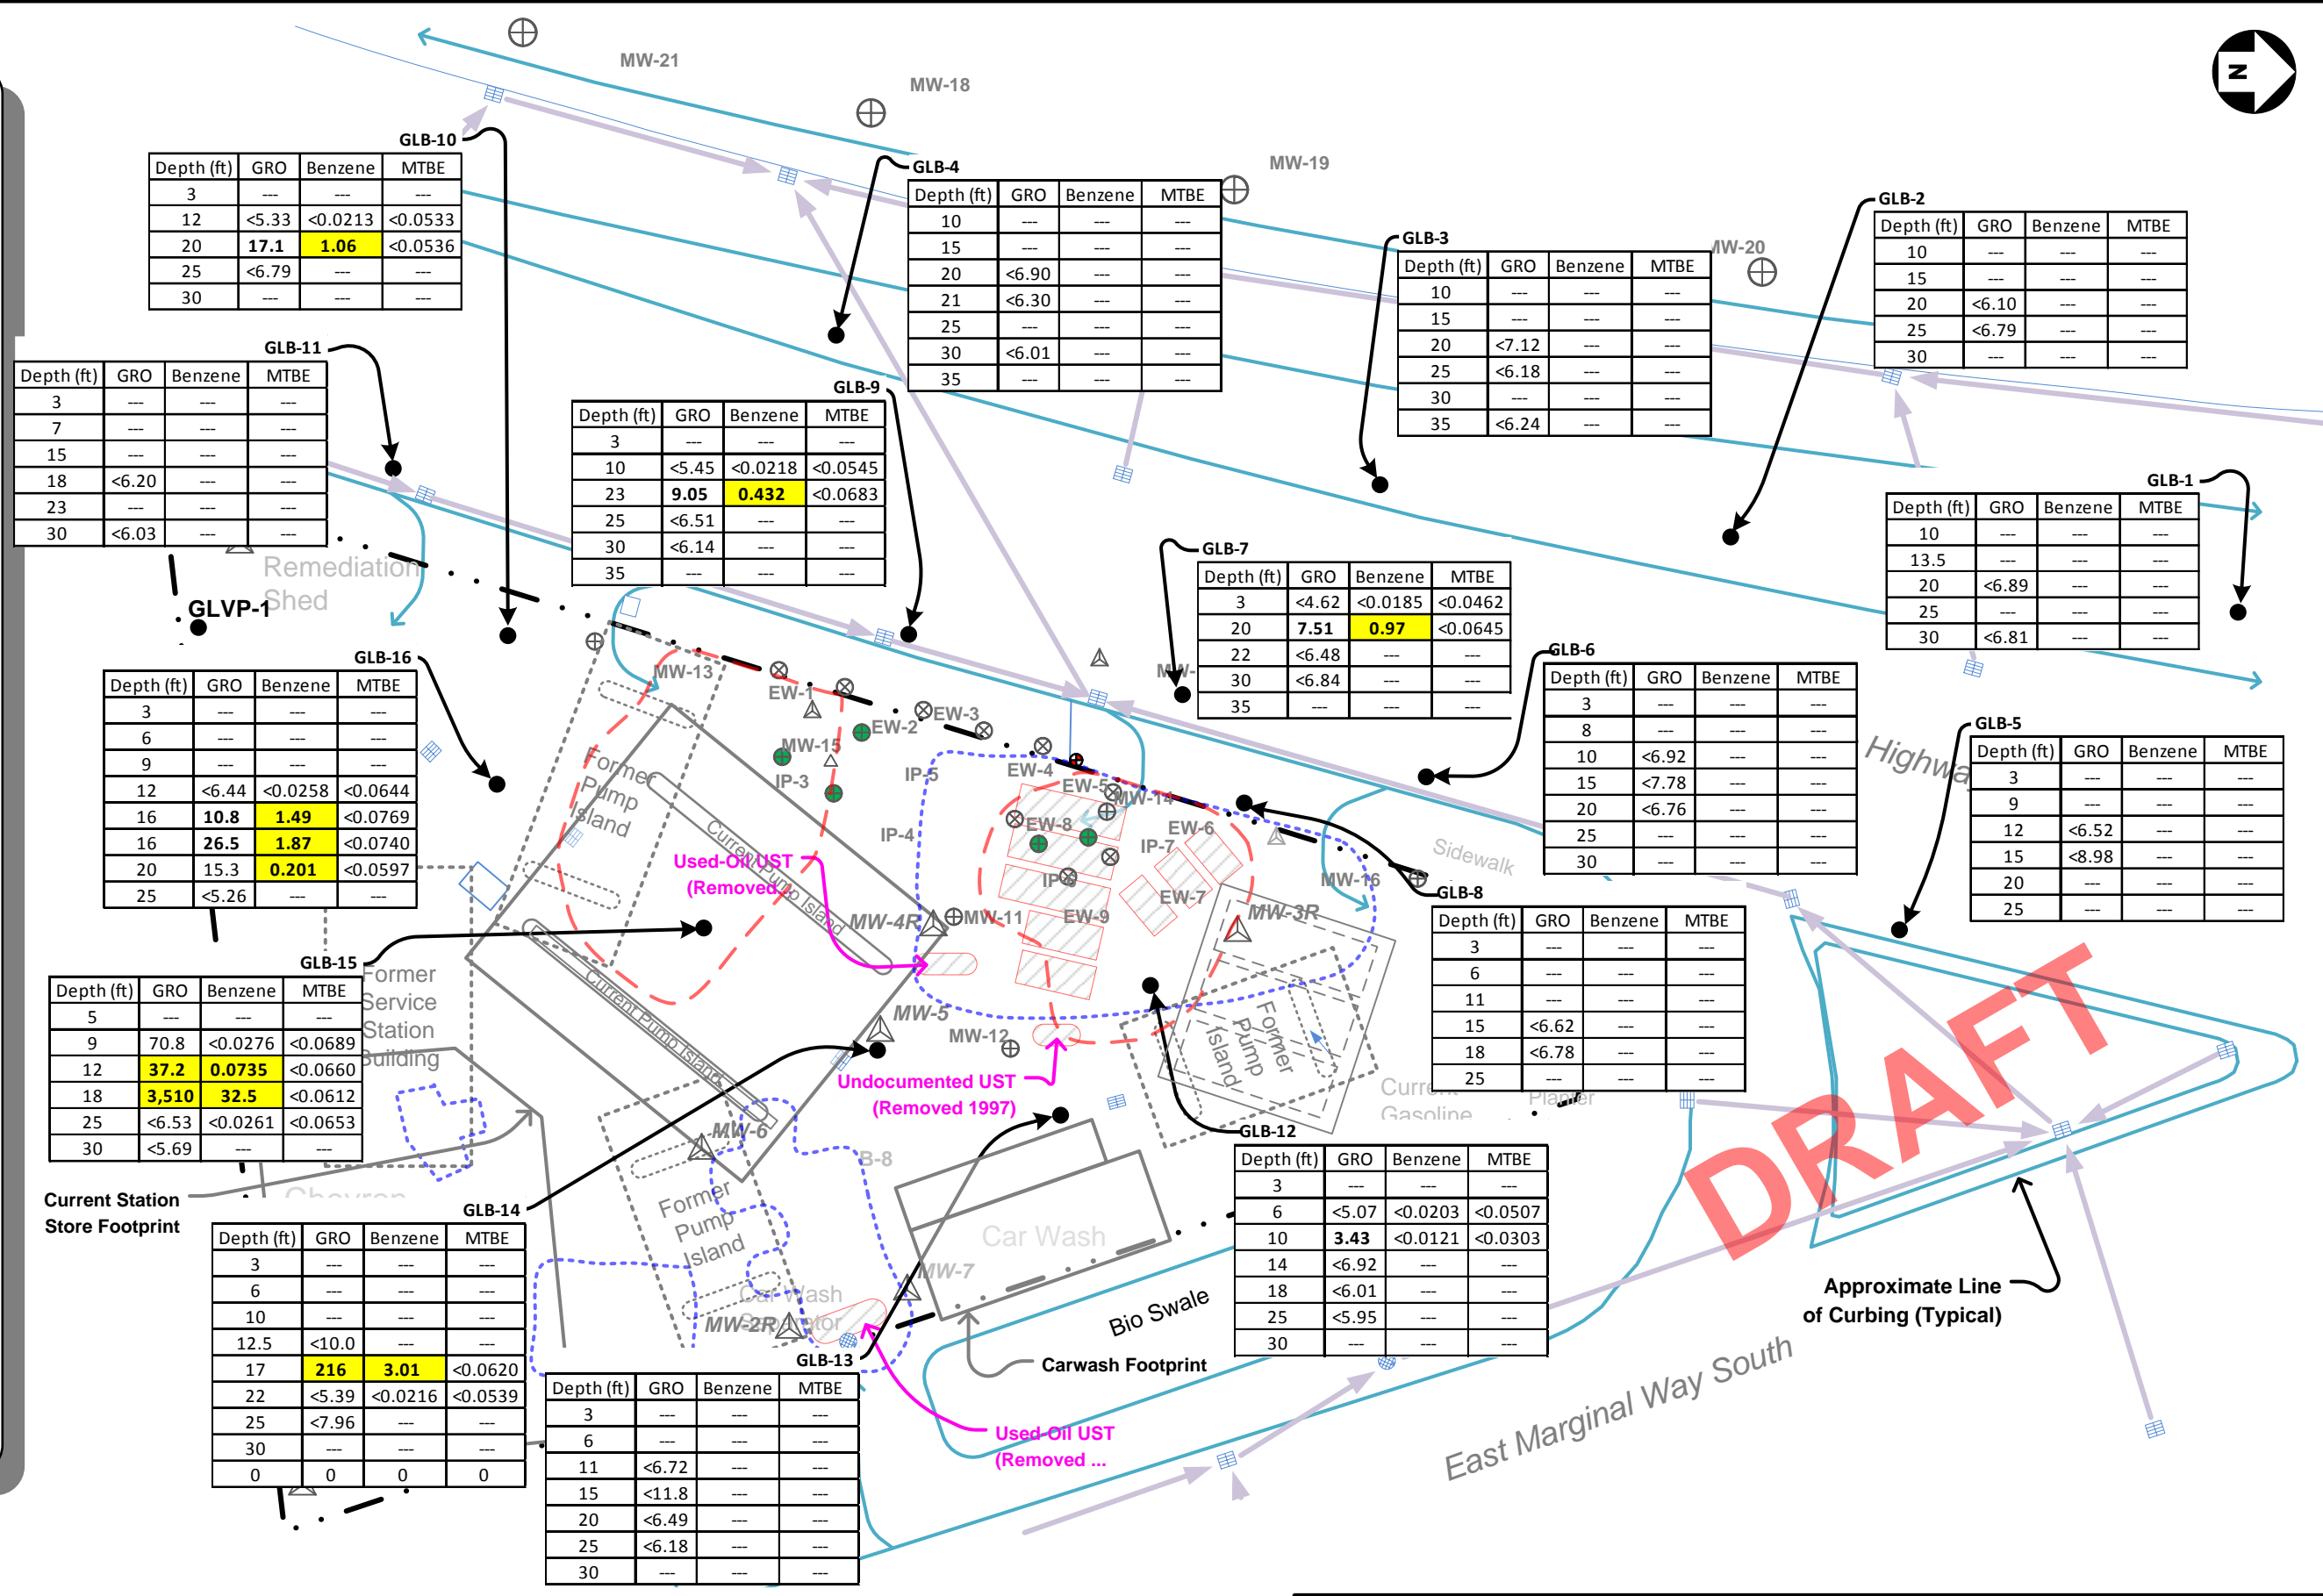 N
MW-21
MW-18
MW-19
MW-20
GLB-10
Depth (ft) GRO Benzene MTBE
3 --- --- ---
12 <5.33 <0.0213 <0.0533
20 17.1 1.06 <0.0536
25 <6.79 --- ---
30 --- --- ---
GLB-4
Depth (ft) GRO Benzene MTBE
10 --- --- ---
15 --- --- ---
20 <6.90 --- ---
21 <6.30 --- ---
25 --- --- ---
30 <6.01 --- ---
35 --- --- ---
GLB-3
Depth (ft) GRO Benzene MTBE
10 --- --- ---
15 --- --- ---
20 <7.12 --- ---
25 <6.18 --- ---
30 --- --- ---
35 <6.24 --- ---
GLB-2
Depth (ft) GRO Benzene MTBE
10 --- --- ---
15 --- --- ---
20 <6.10 --- ---
25 <6.79 --- ---
30 --- --- ---
GLB-11
Depth (ft) GRO Benzene MTBE
3 --- --- ---
7 --- --- ---
15 --- --- ---
18 <6.20 --- ---
23 --- --- ---
30 <6.03 --- ---
GLB-9
Depth (ft) GRO Benzene MTBE
3 --- --- ---
10 <5.45 <0.0218 <0.0545
23 9.05 0.432 <0.0683
25 <6.51 --- ---
30 <6.14 --- ---
35 --- --- ---
GLB-1
Depth (ft) GRO Benzene MTBE
10 --- --- ---
13.5 --- --- ---
20 <6.89 --- ---
25 --- --- ---
30 <6.81 --- ---
GLB-7
Depth (ft) GRO Benzene MTBE
3 <4.62 <0.0185 <0.0462
20 7.51 0.97 <0.0645
22 <6.48 --- ---
30 <6.84 --- ---
35 --- --- ---
Remediation
Shed
GLVP-1
GLB-6
Depth (ft) GRO Benzene MTBE
3 --- --- ---
8 --- --- ---
10 <6.92 --- ---
15 <7.78 --- ---
20 <6.76 --- ---
25 --- --- ---
30 --- --- ---
GLB-16
Depth (ft) GRO Benzene MTBE
3 --- --- ---
6 --- --- ---
9 --- --- ---
12 <6.44 <0.0258 <0.0644
16 10.8 1.49 <0.0769
16 26.5 1.87 <0.0740
20 15.3 0.201 <0.0597
25 <5.26 --- ---
MW-13
EW-1
EW-2
EW-3
MW-
MW-15
IP-3
IP-5
IP-4
EW-4
EW-5
MW-14
EW-8
EW-6
IP-7
IP-6
EW-7
EW-9
MW-16
Sidewalk
Highwa
Former
Pump
Island
Current Pump Island
Current Pump Island
Used-Oil UST
(Removed ...
MW-4R
MW-11
MW-3R
GLB-5
Depth (ft) GRO Benzene MTBE
3 --- --- ---
9 --- --- ---
12 <6.52 --- ---
15 <8.98 --- ---
20 --- --- ---
25 --- --- ---
GLB-8
Depth (ft) GRO Benzene MTBE
3 --- --- ---
6 --- --- ---
11 --- --- ---
15 <6.62 --- ---
18 <6.78 --- ---
25 --- --- ---
GLB-15
Depth (ft) GRO Benzene MTBE
5 --- --- ---
9 70.8 <0.0276 <0.0689
12 37.2 0.0735 <0.0660
18 3,510 32.5 <0.0612
25 <6.53 <0.0261 <0.0653
30 <5.69 --- ---
Former
Service
Station
Building
MW-5
MW-12
Former
Pump
Island
Undocumented UST
(Removed 1997)
Current
Gasoline
Planter
DRAFT
MW-6
B-8
GLB-12
Depth (ft) GRO Benzene MTBE
3 --- --- ---
6 <5.07 <0.0203 <0.0507
10 3.43 <0.0121 <0.0303
14 <6.92 --- ---
18 <6.01 --- ---
25 <5.95 --- ---
30 --- --- ---
Current Station
Store Footprint
Chevron
Former
Pump
Island
Car Wash
MW-7
Car Wash
Separator
MW-2R
Bio Swale
Carwash Footprint
Approximate Line
of Curbing (Typical)
GLB-14
Depth (ft) GRO Benzene MTBE
3 --- --- ---
6 --- --- ---
10 --- --- ---
12.5 <10.0 --- ---
17 216 3.01 <0.0620
22 <5.39 <0.0216 <0.0539
25 <7.96 --- ---
30 --- --- ---
0 0 0 0
GLB-13
Depth (ft) GRO Benzene MTBE
3 --- --- ---
6 --- --- ---
11 <6.72 --- ---
15 <11.8 --- ---
20 <6.49 --- ---
25 <6.18 --- ---
30 --- --- ---
Used-Oil UST
(Removed ...
East Marginal Way South